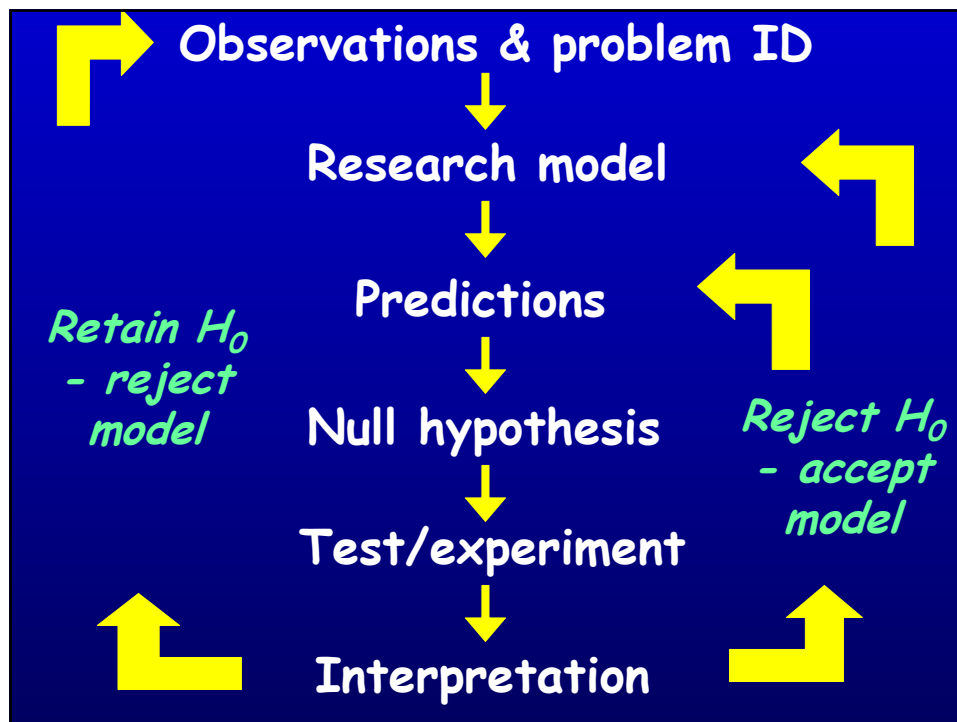 Observations & problem ID
Research model
Predictions
Retain H₀
- reject
model
Null hypothesis
Reject H₀
- accept
model
Test/experiment
Interpretation